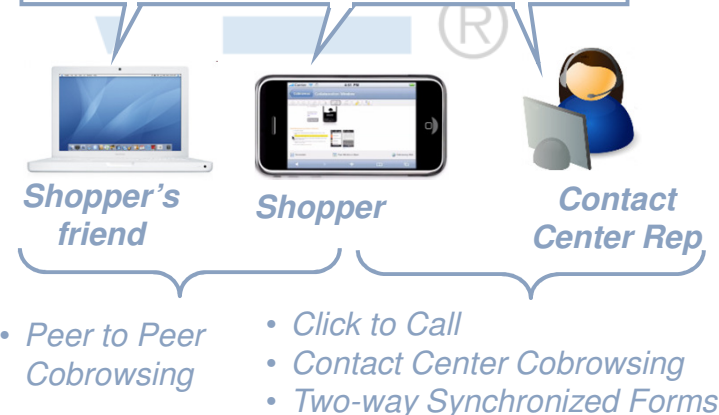 ®
Shopper's
friend
Shopper
Contact
Center Rep
• Peer to Peer
Cobrowsing
• Click to Call
• Contact Center Cobrowsing
• Two-way Synchronized Forms